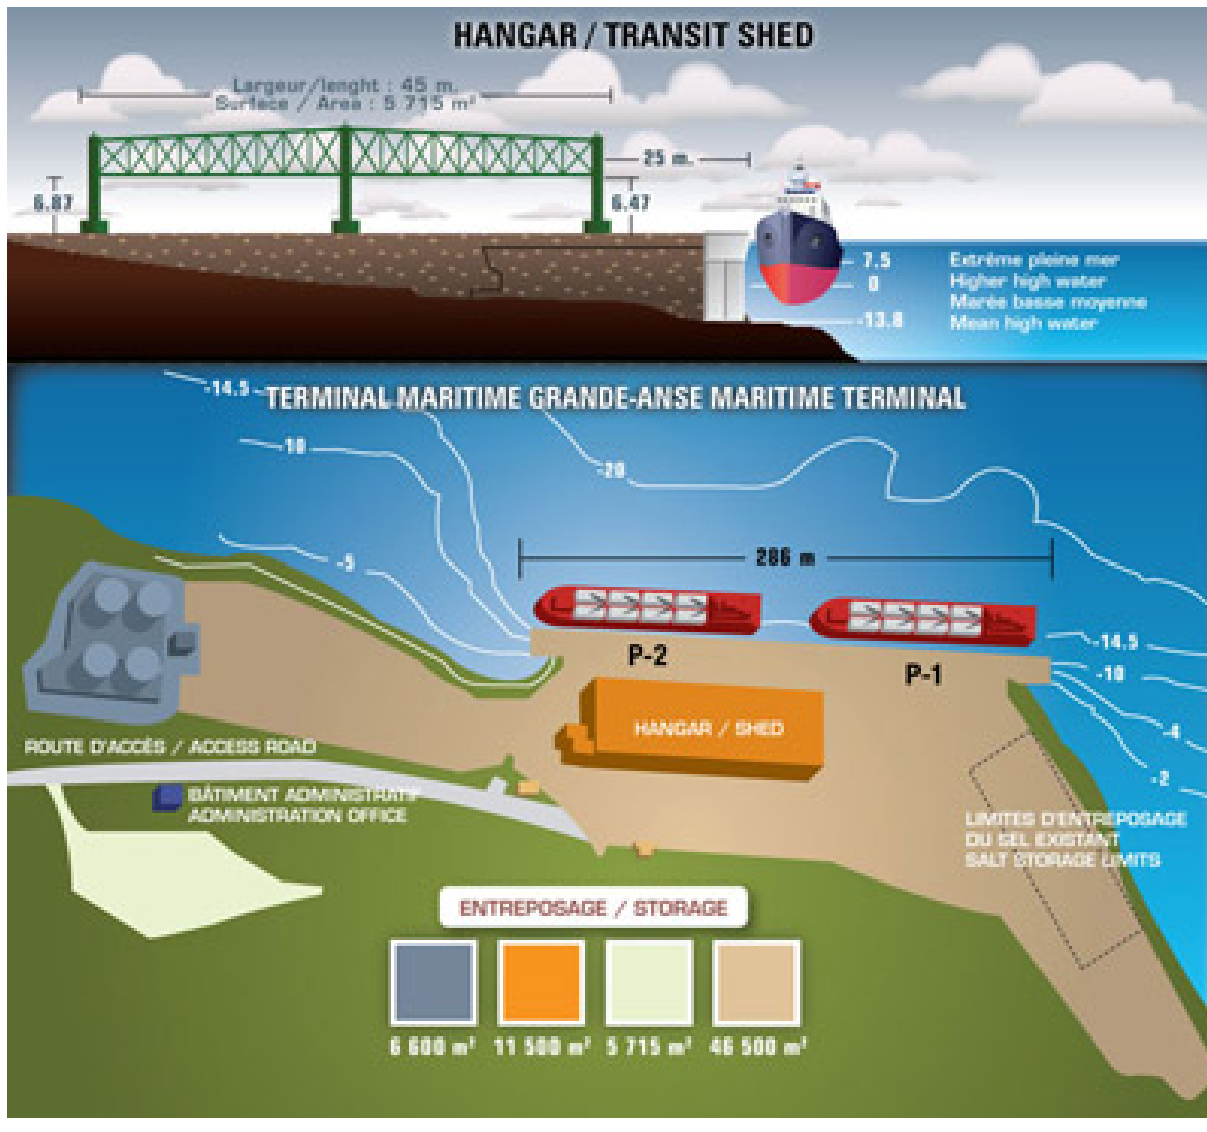 HANGAR / TRANSIT SHED
Largeur/lenght : 45 m.
Surface / Area : 5 715 m²
25 m.
6.87
6.47
7.5
0
-13.8
Extrême pleine mer
Higher high water
Marée basse moyenne
Mean high water
-14.5
TERMINAL MARITIME GRANDE-ANSE MARITIME TERMINAL
-10
-20
-5
286 m
P-2
P-1
-14.5
-10
-4
-2
HANGAR / SHED
ROUTE D'ACCÈS / ACCESS ROAD
BÂTIMENT ADMINISTRATIF
ADMINISTRATION OFFICE
LIMITES D'ENTREPOSAGE
DU SEL EXISTANT
SALT STORAGE LIMITS
ENTREPOSAGE / STORAGE
6 600 m²
11 500 m²
5 715 m²
46 500 m²